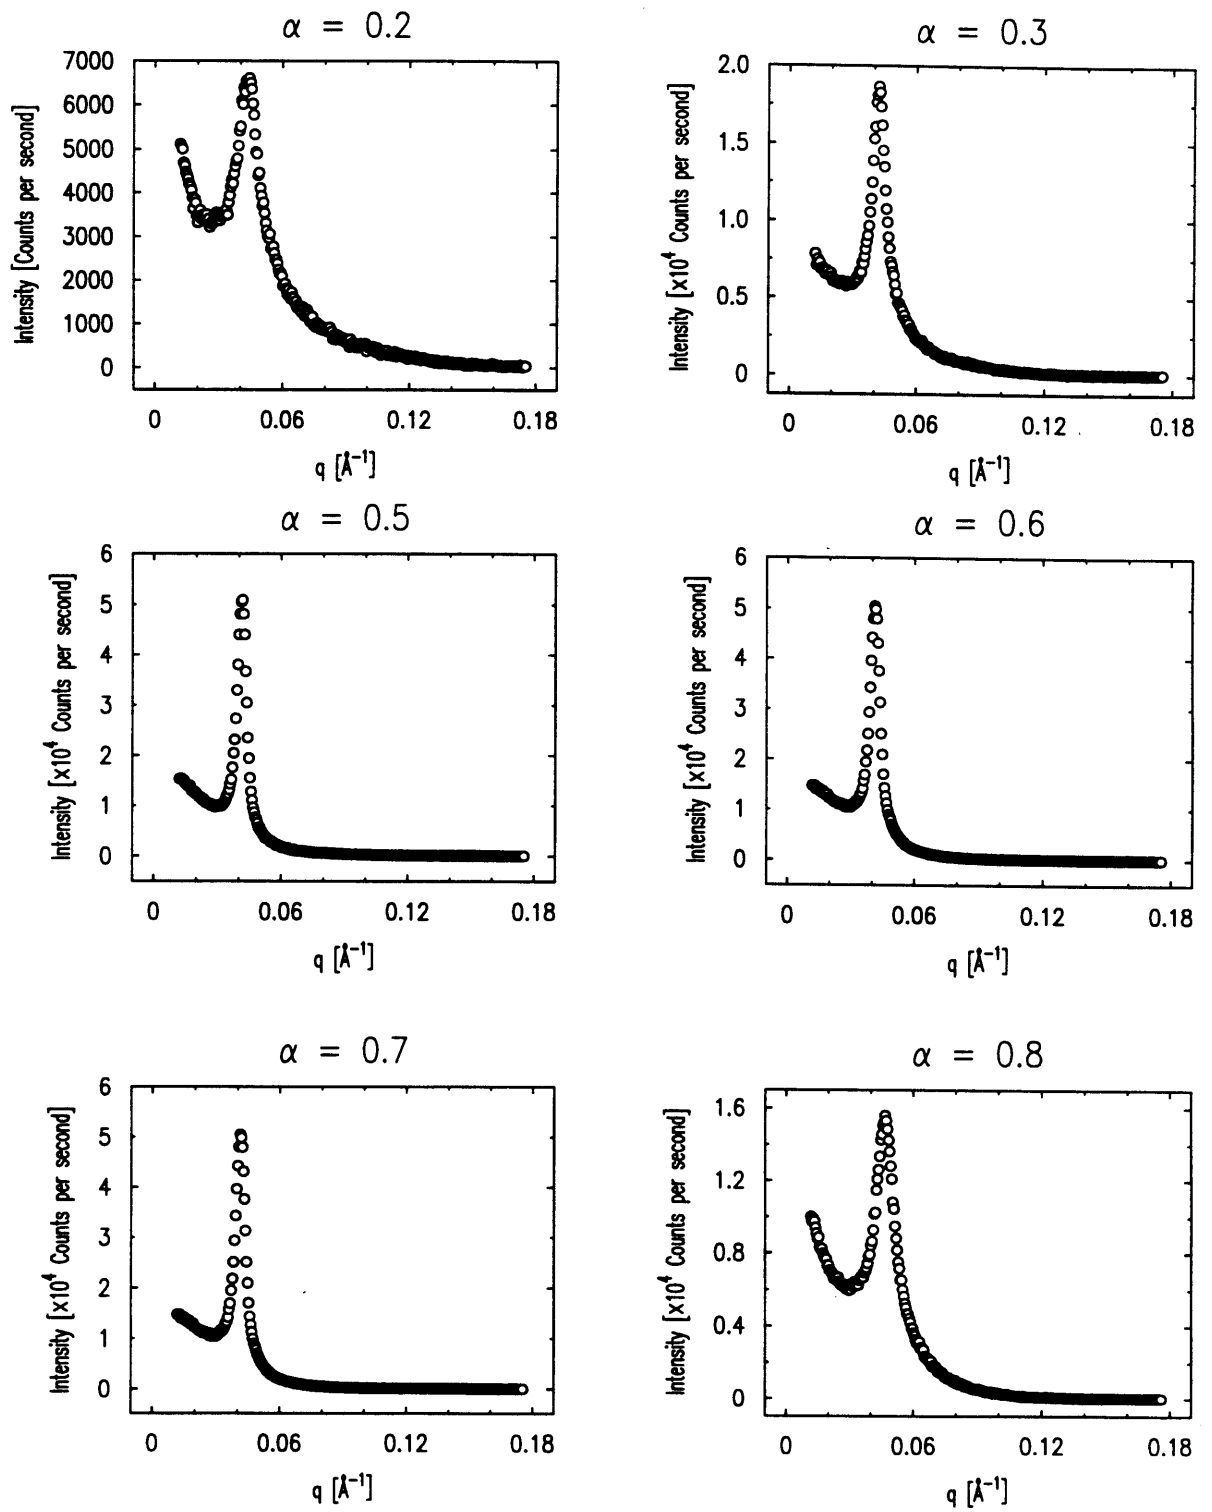 α = 0.2
7000
6000
5000
4000
3000
2000
1000
0
Intensity [Counts per second]
0 0.06 0.12 0.18
q [Å⁻¹]
α = 0.3
2.0
1.5
1.0
0.5
0
Intensity [x10⁴ Counts per second]
0 0.06 0.12 0.18
q [Å⁻¹]
α = 0.5
6
5
4
3
2
1
0
Intensity [x10⁴ Counts per second]
0 0.06 0.12 0.18
q [Å⁻¹]
α = 0.6
6
5
4
3
2
1
0
Intensity [x10⁴ Counts per second]
0 0.06 0.12 0.18
q [Å⁻¹]
α = 0.7
6
5
4
3
2
1
0
Intensity [x10⁴ Counts per second]
0 0.06 0.12 0.18
q [Å⁻¹]
α = 0.8
1.6
1.2
0.8
0.4
0
Intensity [x10⁴ Counts per second]
0 0.06 0.12 0.18
q [Å⁻¹]